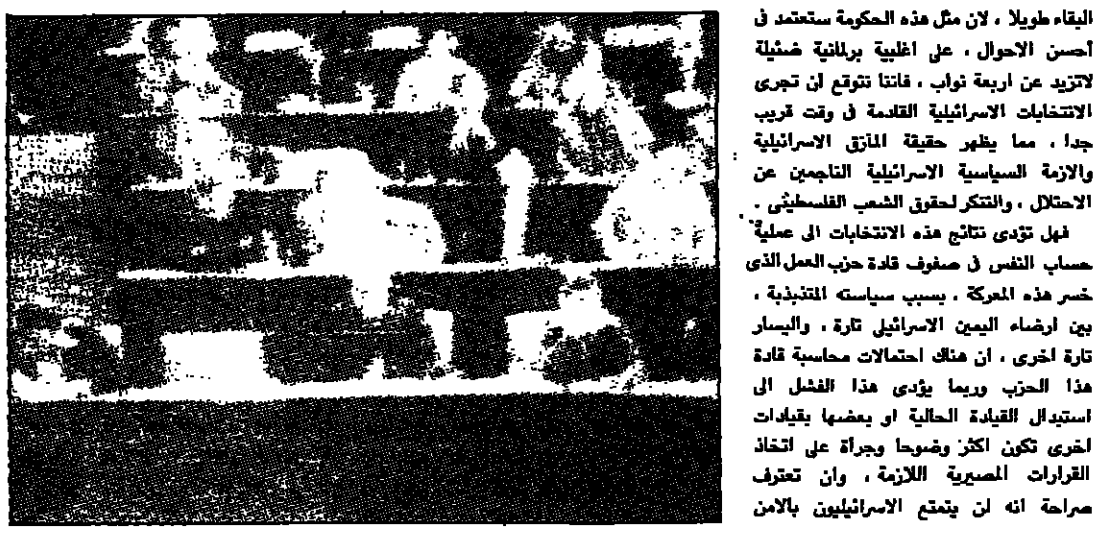 البقاء طويلا ، لان مثل هذه الحكومة ستعتمد فى
أحسن الاحوال ، على اغلبية برلمانية ضئيلة
لاتزيد عن اربعة نواب ، فاننا نتوقع ان تجرى
الانتخابات الاسرائيلية القادمة فى وقت قريب
جدا ، مما يظهر حقيقة المأزق الاسرائيلية
والازمة السياسية الاسرائيلية الناجمين عن
الاحتلال ، والتنكر لحقوق الشعب الفلسطينى .
فهل تؤدى نتائج هذه الانتخابات الى عملية
حساب النفس فى صفوف قادة حزب العمل الذى
خسر هذه المعركة ، بسبب سياسته المتذبذبة ،
بين ارضاء اليمين الاسرائيلى تارة ، واليسار
تارة اخرى ، ان هناك احتمالات محاسبة قادة
هذا الحزب وربما يؤدى هذا الفشل الى
استبدال القيادة الحالية او بعضها بقيادات
اخرى تكون اكثر وضوحا وجرأة على اتخاذ
القرارات المصيرية اللازمة ، وان تعترف
صراحة انه لن يتمتع الاسرائيليون بالامن